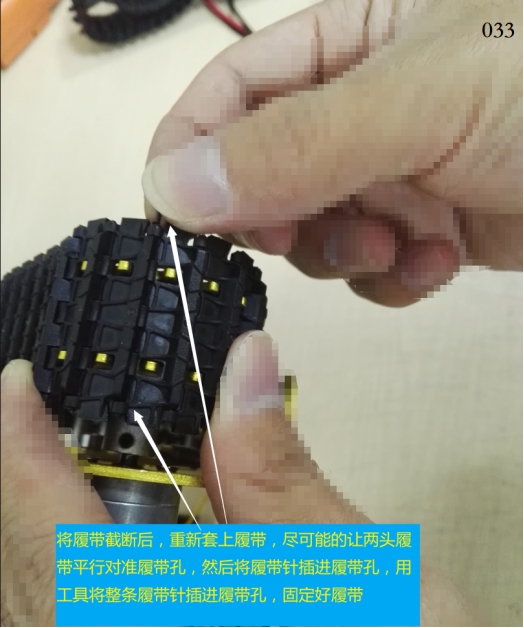 033
将履带截断后，重新套上履带，尽可能的让两头履
带平行对准履带孔，然后将履带针插进履带孔，用
工具将整条履带针插进履带孔，固定好履带